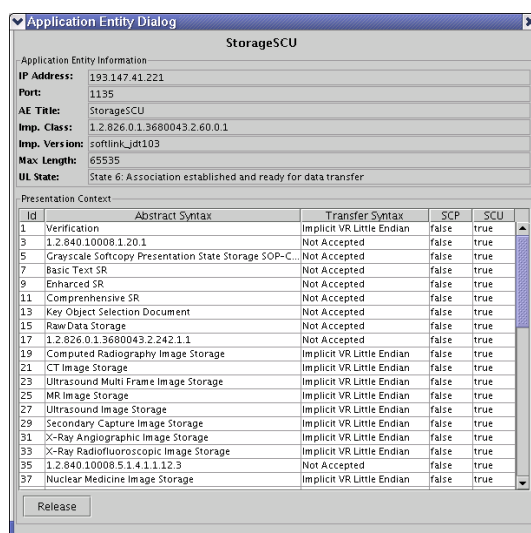 Application Entity Dialog
StorageSCU
Application Entity Information
IP Address: 193.147.41.221
Port: 1135
AE Title: StorageSCU
Imp. Class: 1.2.826.0.1.3680043.2.60.0.1
Imp. Version: softlink_jdt103
Max Length: 65535
UL State: State 6: Association established and ready for data transfer
Presentation Context
Id Abstract Syntax Transfer Syntax SCP SCU
1 Verification Implicit VR Little Endian false true
3 1.2.840.10008.1.20.1 Not Accepted false true
5 Grayscale Softcopy Presentation State Storage SOP-C... Not Accepted false true
7 Basic Text SR Not Accepted false true
9 Enharced SR Not Accepted false true
11 Comprenhensive SR Not Accepted false true
13 Key Object Selection Document Not Accepted false true
15 Raw Data Storage Not Accepted false true
17 1.2.826.0.1.3680043.2.242.1.1 Not Accepted false true
19 Computed Radiography Image Storage Implicit VR Little Endian false true
21 CT Image Storage Implicit VR Little Endian false true
23 Ultrasound Multi Frame Image Storage Implicit VR Little Endian false true
25 MR Image Storage Implicit VR Little Endian false true
27 Ultrasound Image Storage Implicit VR Little Endian false true
29 Secondary Capture Image Storage Implicit VR Little Endian false true
31 X-Ray Angiographic Image Storage Implicit VR Little Endian false true
33 X-Ray Radiofluoroscopic Image Storage Implicit VR Little Endian false true
35 1.2.840.10008.5.1.4.1.1.12.3 Not Accepted false true
37 Nuclear Medicine Image Storage Implicit VR Little Endian false true
Release